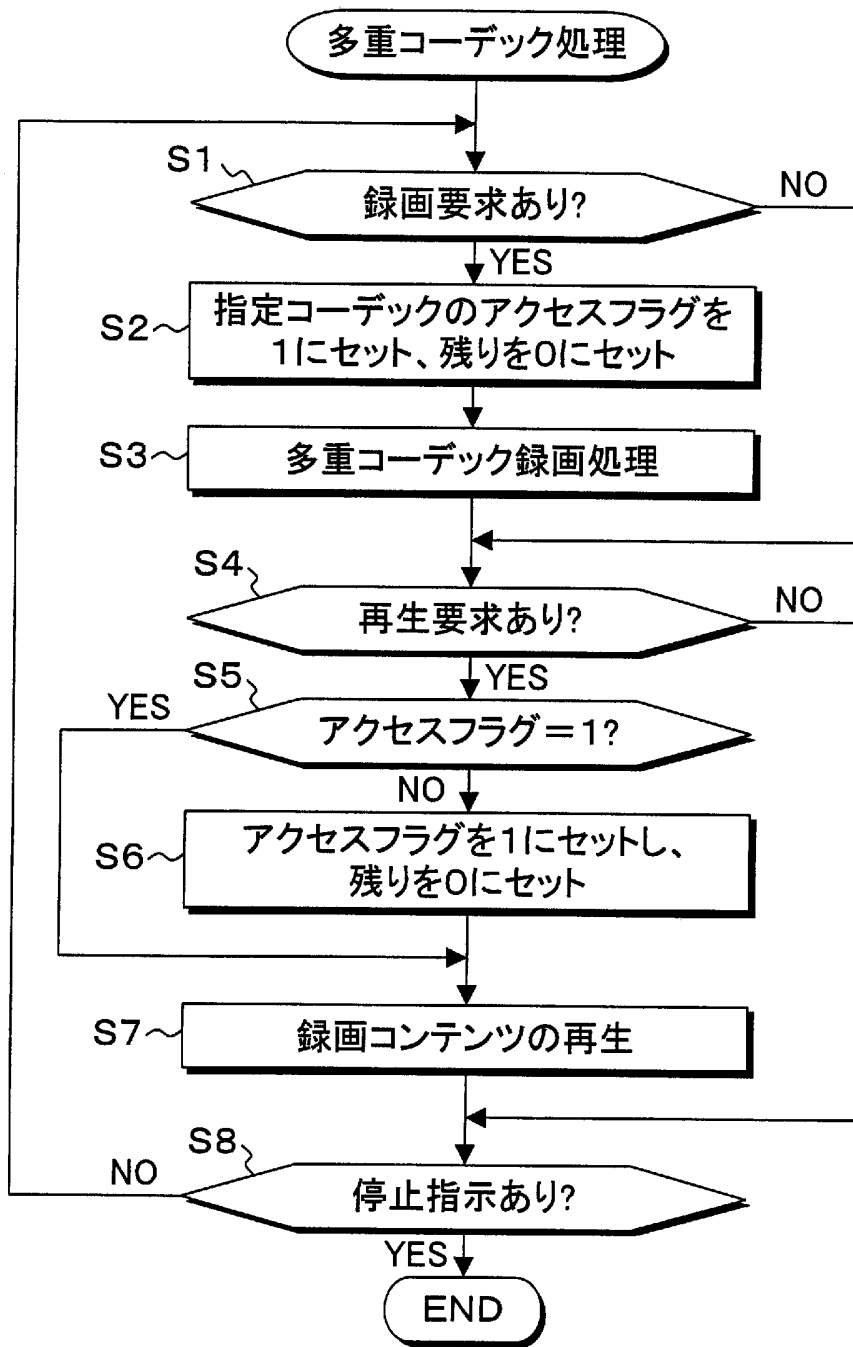 多重コーデック処理
S1
録画要求あり?
NO
YES
S2
指定コーデックのアクセスフラグを
1にセット、残りを0にセット
S3
多重コーデック録画処理
S4
再生要求あり?
NO
YES
S5
YES
アクセスフラグ=1?
NO
S6
アクセスフラグを1にセットし、
残りを0にセット
S7
録画コンテンツの再生
S8
NO
停止指示あり?
YES
END